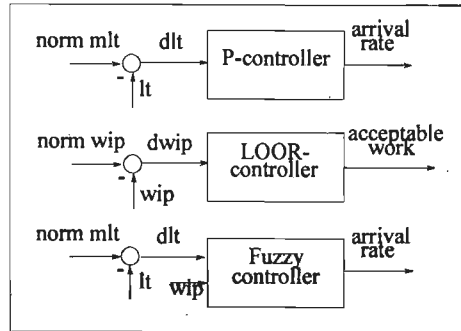 norm mlt
dlt
P-controller
arrival
rate
-
lt
norm wip
dwip
LOOR-
controller
acceptable
work
-
wip
norm mlt
dlt
Fuzzy
controller
arrival
rate
-
lt
wip